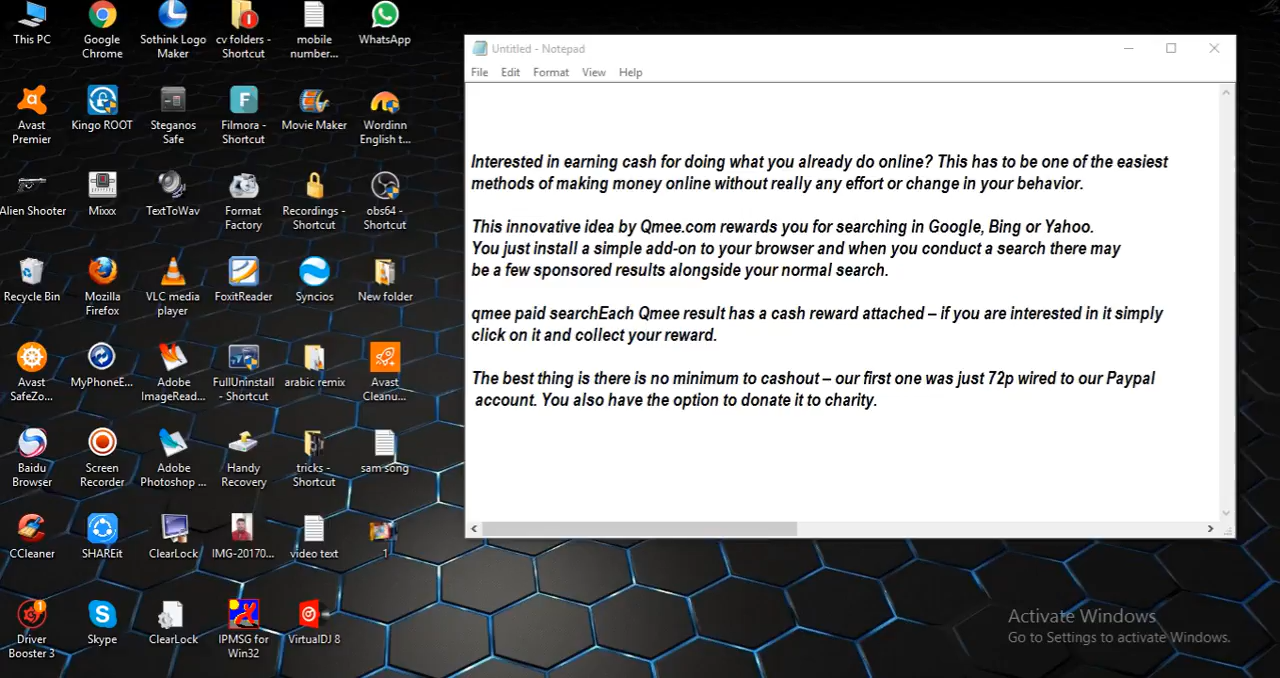 This PC
Google
Chrome
Sothink Logo
Maker
cv folders -
Shortcut
mobile
number...
WhatsApp
Avast
Premier
Kingo ROOT
Steganos
Safe
Filmora -
Shortcut
Movie Maker
Wordinn
English t...
Alien Shooter
Mixxx
TextToWav
Format
Factory
Recordings -
Shortcut
obs64 -
Shortcut
Recycle Bin
Mozilla
Firefox
VLC media
player
FoxitReader
Syncios
New folder
Avast
SafeZo...
MyPhoneE...
Adobe
ImageRead...
FullUninstall
- Shortcut
arabic remix
Avast
Cleanu...
Baidu
Browser
Screen
Recorder
Adobe
Photoshop ...
Handy
Recovery
tricks -
Shortcut
sam song
CCleaner
SHAREit
ClearLock
IMG-20170...
video text
1
Driver
Booster 3
Skype
ClearLock
IPMSG for
Win32
VirtualDJ 8
Untitled - Notepad
File Edit Format View Help
Interested in earning cash for doing what you already do online? This has to be one of the easiest
methods of making money online without really any effort or change in your behavior.
This innovative idea by Qmee.com rewards you for searching in Google, Bing or Yahoo.
You just install a simple add-on to your browser and when you conduct a search there may
be a few sponsored results alongside your normal search.
qmee paid searchEach Qmee result has a cash reward attached – if you are interested in it simply
click on it and collect your reward.
The best thing is there is no minimum to cashout – our first one was just 72p wired to our Paypal
account. You also have the option to donate it to charity.
Activate Windows
Go to Settings to activate Windows.